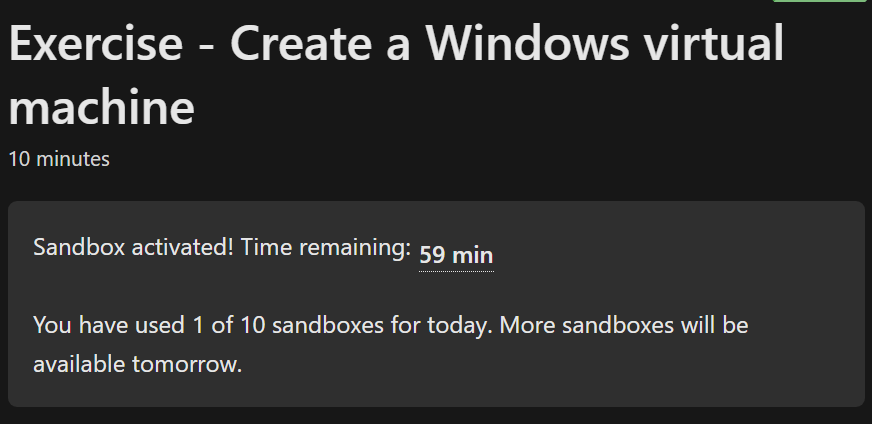 Exercise - Create a Windows virtual
machine
10 minutes
Sandbox activated! Time remaining: 59 min
You have used 1 of 10 sandboxes for today. More sandboxes will be
available tomorrow.